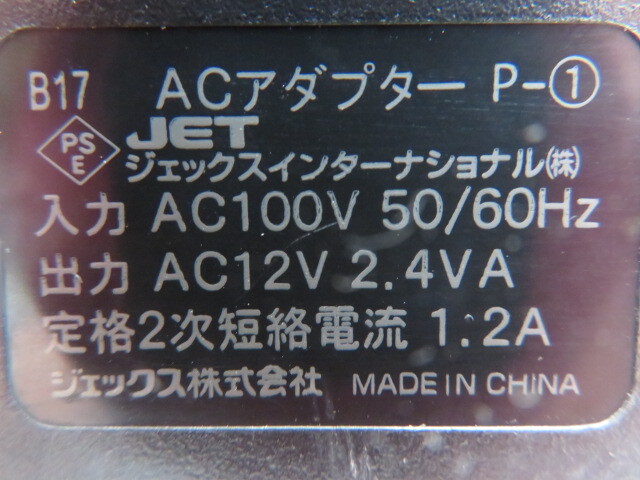 B17 ACアダプター P-①
PSE JET
ジェックスインターナショナル(株)
入力 AC100V 50/60Hz
出力 AC12V 2.4VA
定格2次短絡電流 1.2A
ジェックス株式会社 MADE IN CHINA